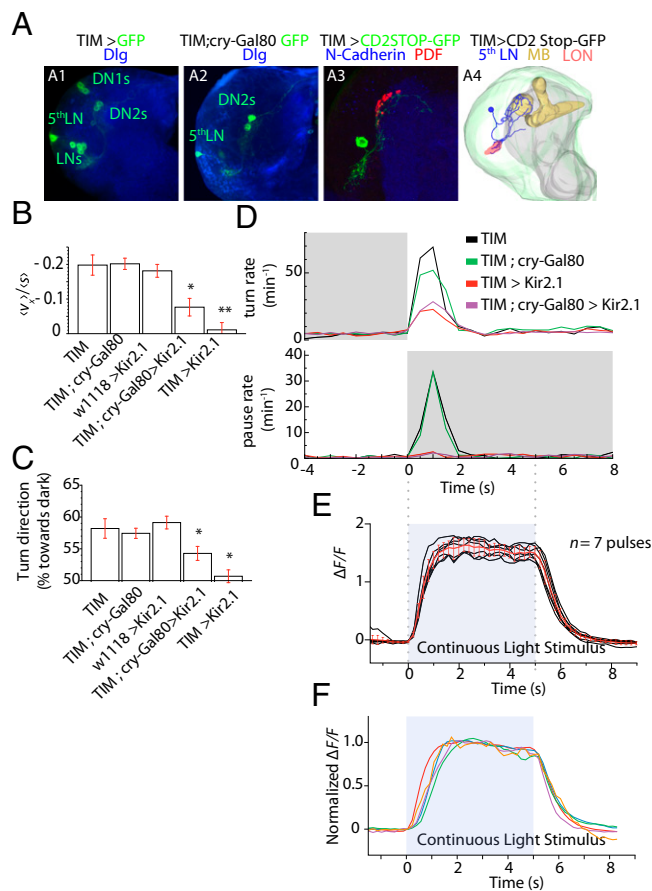 A
TIM >GFP
Dlg
TIM;cry-Gal80 GFP
Dlg
TIM >CD2STOP-GFP
N-Cadherin PDF
TIM>CD2 Stop-GFP
5th LN MB LON
A1
DN1s
DN2s
5thLN
LNs
A2
DN2s
5thLN
A3
A4
B
<vx>/<s>
- 0.2
0.1
0
*
**
TIM
TIM ; cry-Gal80
w1118 >Kir2.1
TIM ; cry-Gal80>Kir2.1
TIM >Kir2.1
C
Turn direction
(% towards dark)
65
60
55
50
*
*
TIM
TIM ; cry-Gal80
w1118 >Kir2.1
TIM ; cry-Gal80>Kir2.1
TIM >Kir2.1
D
turn rate
(min-1)
50
0
TIM
TIM ; cry-Gal80
TIM > Kir2.1
TIM ; cry-Gal80 > Kir2.1
pause rate
(min-1)
40
30
20
10
0
-4 -2 0 2 4 6 8
Time (s)
E
ΔF/F
2
1
0
n = 7 pulses
Continuous Light Stimulus
0 2 4 6 8
Time (s)
F
Normalized ΔF/F
1.0
0.5
0
Continuous Light Stimulus
0 2 4 6 8
Time (s)